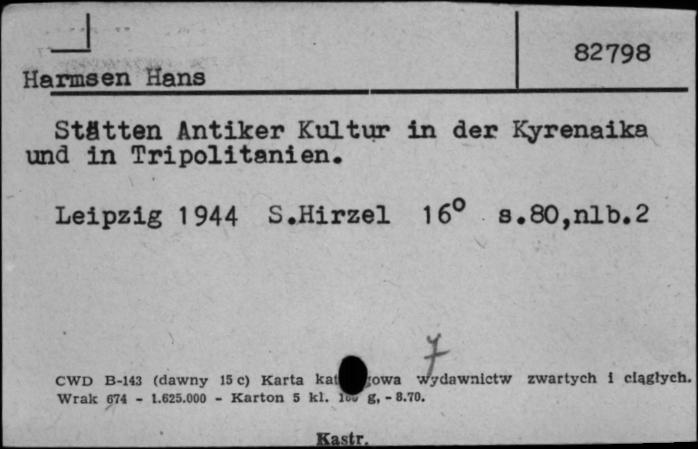 82798
Harmsen Hans
Stätten Antiker Kultur in der Kyrenaika
und in Tripolitanien.
Leipzig 1944 S.Hirzel 16° s.80,nlb.2
7
CWD B-143 (dawny 15 c) Karta wydawnictw zwartych i ciągłych.
Wrak 674 - 1.625.000 - Karton 5 kl. g, - 8.70.
Kastr.